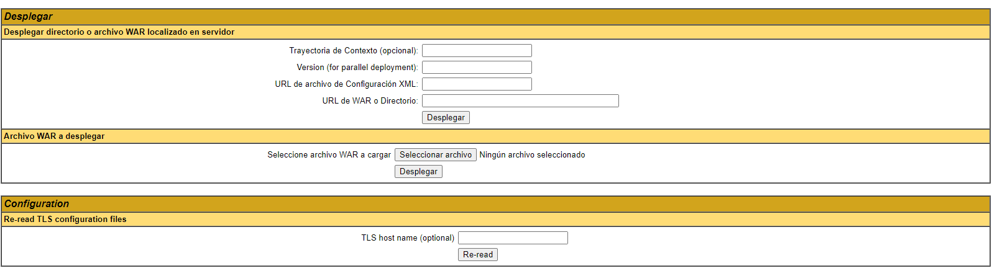 Desplegar
Desplegar directorio o archivo WAR localizado en servidor
Trayectoria de Contexto (opcional):
Version (for parallel deployment):
URL de archivo de Configuración XML:
URL de WAR o Directorio:
Desplegar
Archivo WAR a desplegar
Seleccione archivo WAR a cargar Seleccionar archivo Ningún archivo seleccionado
Desplegar
Configuration
Re-read TLS configuration files
TLS host name (optional)
Re-read